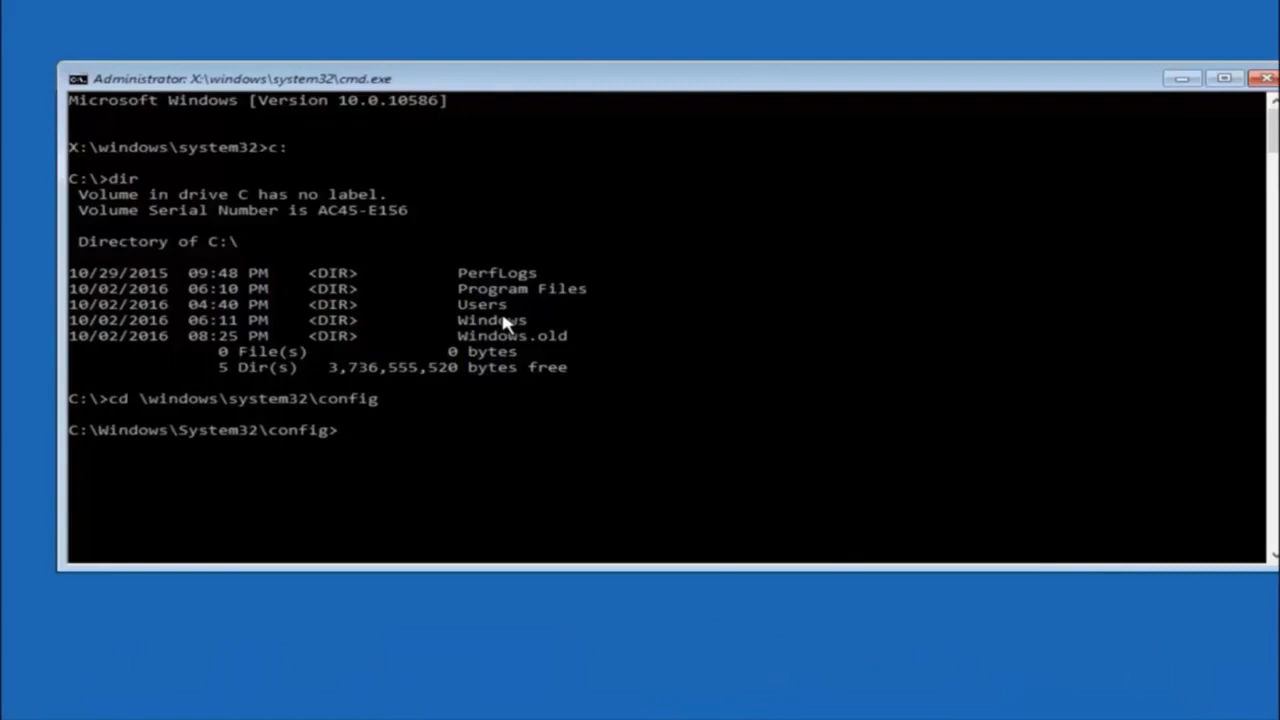 Administrator: X:\windows\system32\cmd.exe
Microsoft Windows [Version 10.0.10586]
X:\windows\system32>c:
C:\>dir
 Volume in drive C has no label.
 Volume Serial Number is AC45-E156
 Directory of C:\
10/29/2015  09:48 PM    <DIR>          PerfLogs
10/02/2016  06:10 PM    <DIR>          Program Files
10/02/2016  04:40 PM    <DIR>          Users
10/02/2016  06:11 PM    <DIR>          Windows
10/02/2016  08:25 PM    <DIR>          Windows.old
               0 File(s)              0 bytes
               5 Dir(s)   3,736,555,520 bytes free
C:\>cd \windows\system32\config
C:\Windows\System32\config>